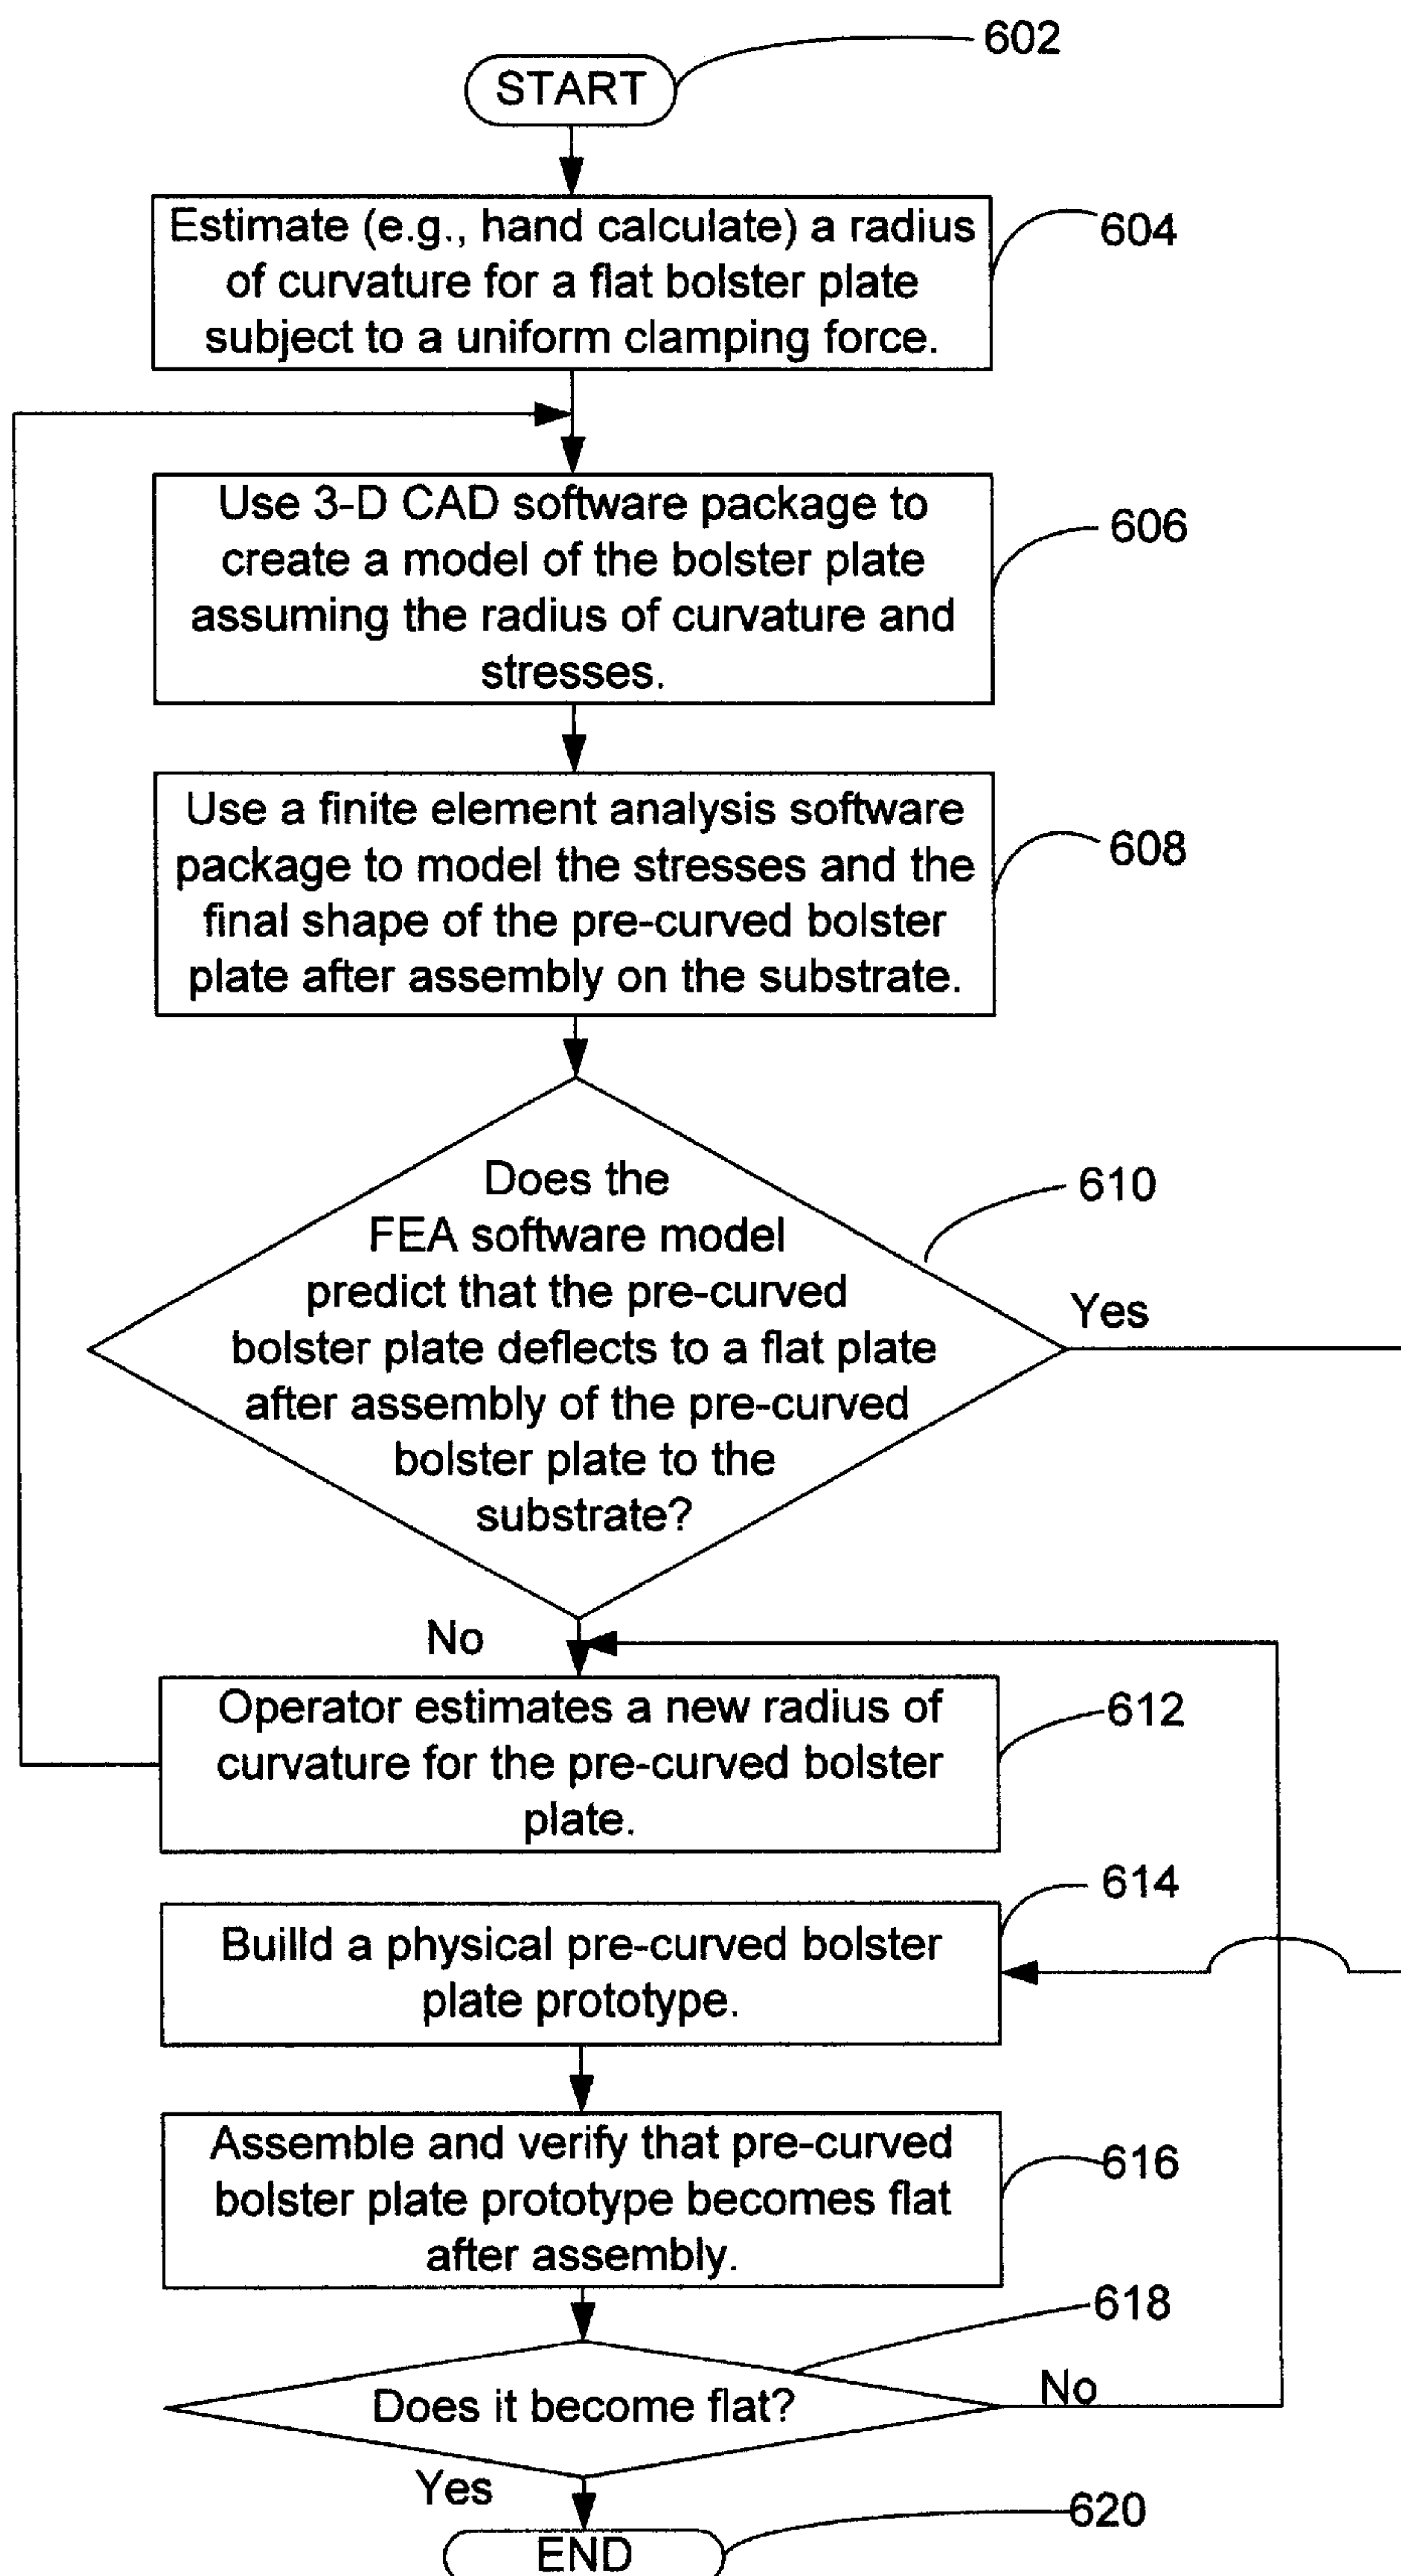 602
START
Estimate (e.g., hand calculate) a radius
of curvature for a flat bolster plate
subject to a uniform clamping force.
604
Use 3-D CAD software package to
create a model of the bolster plate
assuming the radius of curvature and
stresses.
606
Use a finite element analysis software
package to model the stresses and the
final shape of the pre-curved bolster
plate after assembly on the substrate.
608
Does the
FEA software model
predict that the pre-curved
bolster plate deflects to a flat plate
after assembly of the pre-curved
bolster plate to the
substrate?
610
Yes
No
Operator estimates a new radius of
curvature for the pre-curved bolster
plate.
612
614
Builld a physical pre-curved bolster
plate prototype.
Assemble and verify that pre-curved
bolster plate prototype becomes flat
after assembly.
616
618
Does it become flat?
No
Yes
620
END